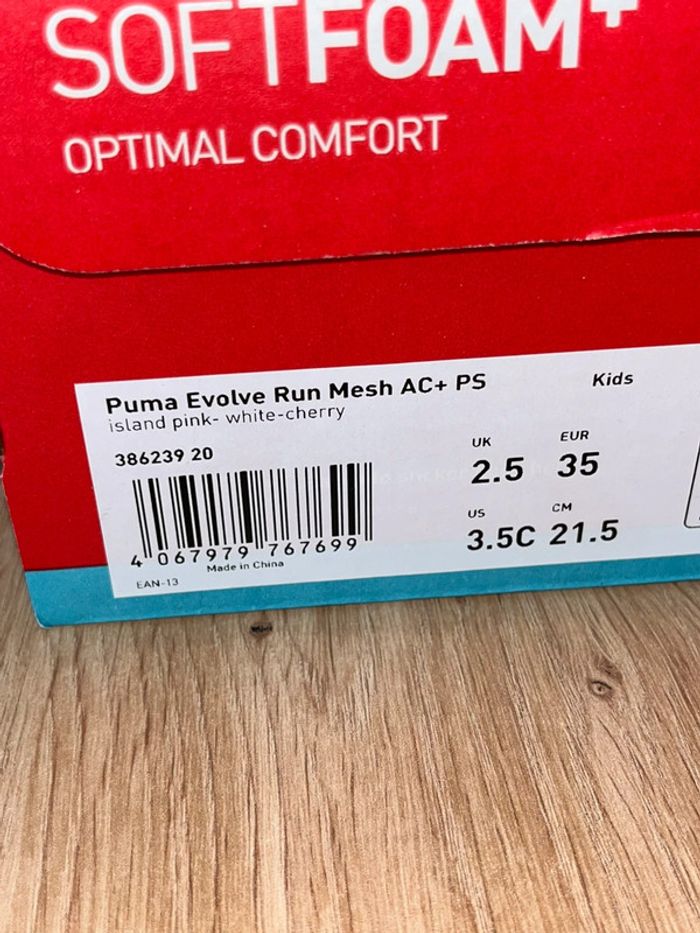 SOFTFOAM+
OPTIMAL COMFORT
Puma Evolve Run Mesh AC+ PS
island pink- white-cherry
Kids
386239 20
UK EUR
2.5 35
US CM
3.5C 21.5
4 067979 767699
Made in China
EAN-13